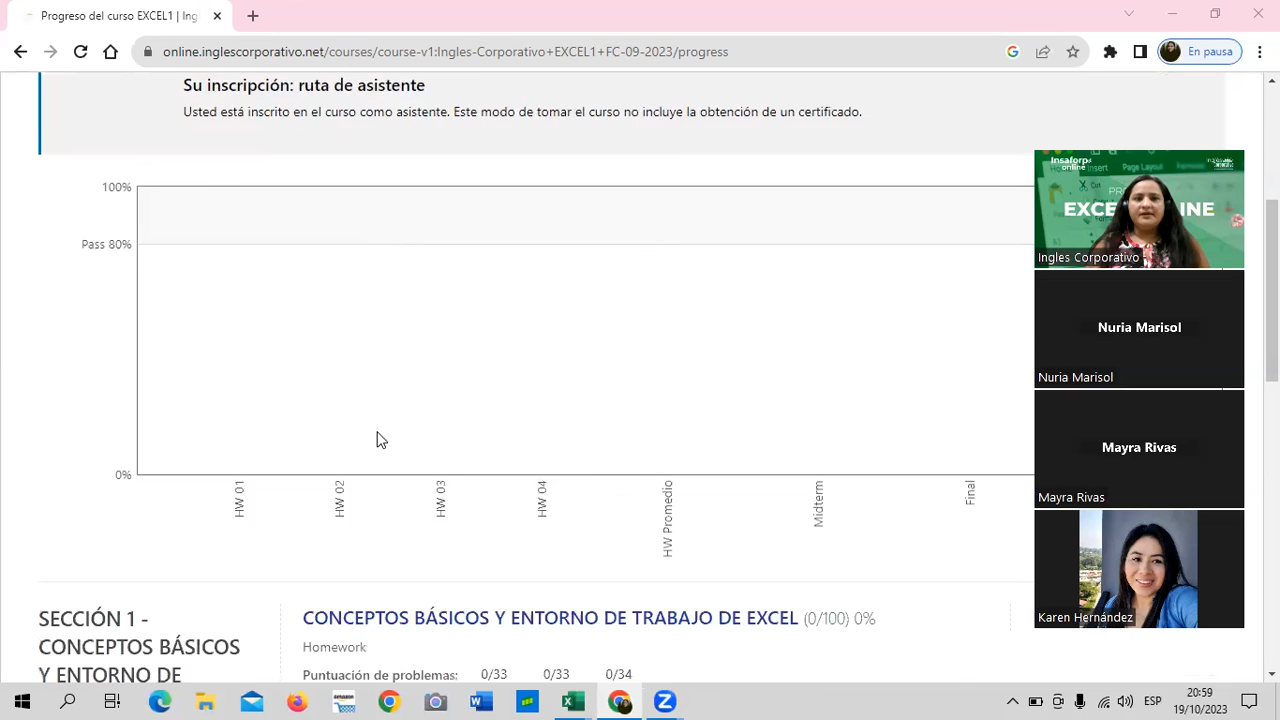 Progreso del curso EXCEL1 | Ing
online.inglescorporativo.net/courses/course-v1:Ingles-Corporativo+EXCEL1+FC-09-2023/progress
En pausa
Su inscripción: ruta de asistente
Usted está inscrito en el curso como asistente. Este modo de tomar el curso no incluye la obtención de un certificado.
100%
Pass 80%
0%
HW 01
HW 02
HW 03
HW 04
HW Promedio
Midterm
Final
SECCIÓN 1 -
CONCEPTOS BÁSICOS
Y ENTORNO DE
CONCEPTOS BÁSICOS Y ENTORNO DE TRABAJO DE EXCEL (0/100) 0%
Homework
Puntuación de problemas: 0/33 0/33 0/34
Insaforp
online
Insert
Page Layout
Cut
Ingles Corporativo
Nuria Marisol
Nuria Marisol
Mayra Rivas
Mayra Rivas
Karen Hernández
ESP
20:59
19/10/2023